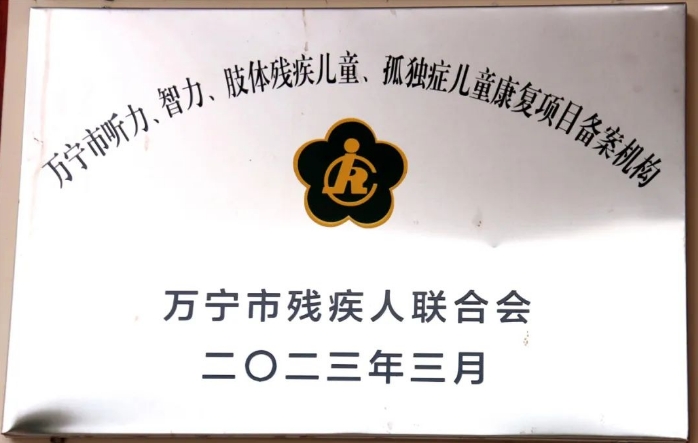 万宁市听力、智力、肢体残疾儿童、孤独症儿童康复项目备案机构
万宁市残疾人联合会
二〇二三年三月